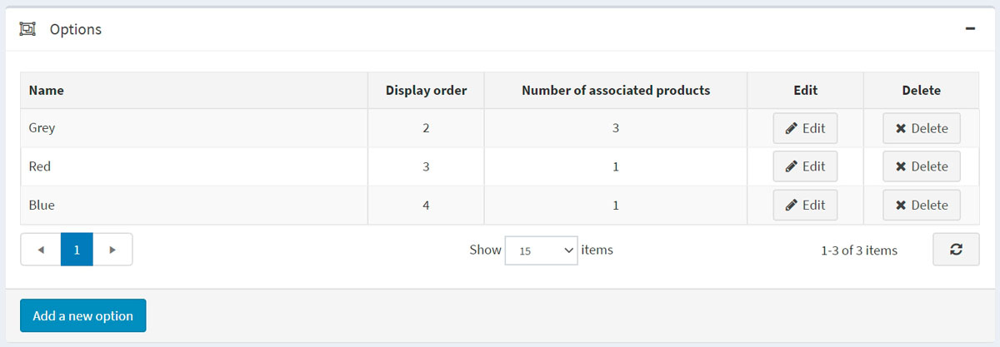 Options
Name Display order Number of associated products Edit Delete
Grey 2 3 Edit Delete
Red 3 1 Edit Delete
Blue 4 1 Edit Delete
1 Show 15 items 1-3 of 3 items
Add a new option